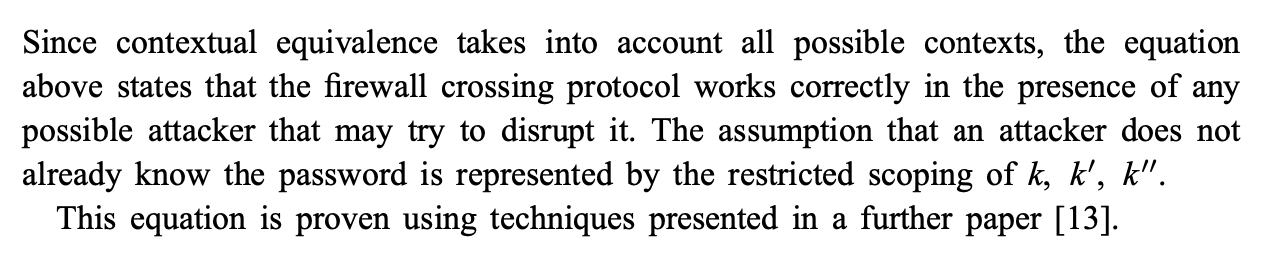 Since contextual equivalence takes into account all possible contexts, the equation
above states that the firewall crossing protocol works correctly in the presence of any
possible attacker that may try to disrupt it. The assumption that an attacker does not
already know the password is represented by the restricted scoping of k, k′, k″.
This equation is proven using techniques presented in a further paper [13].